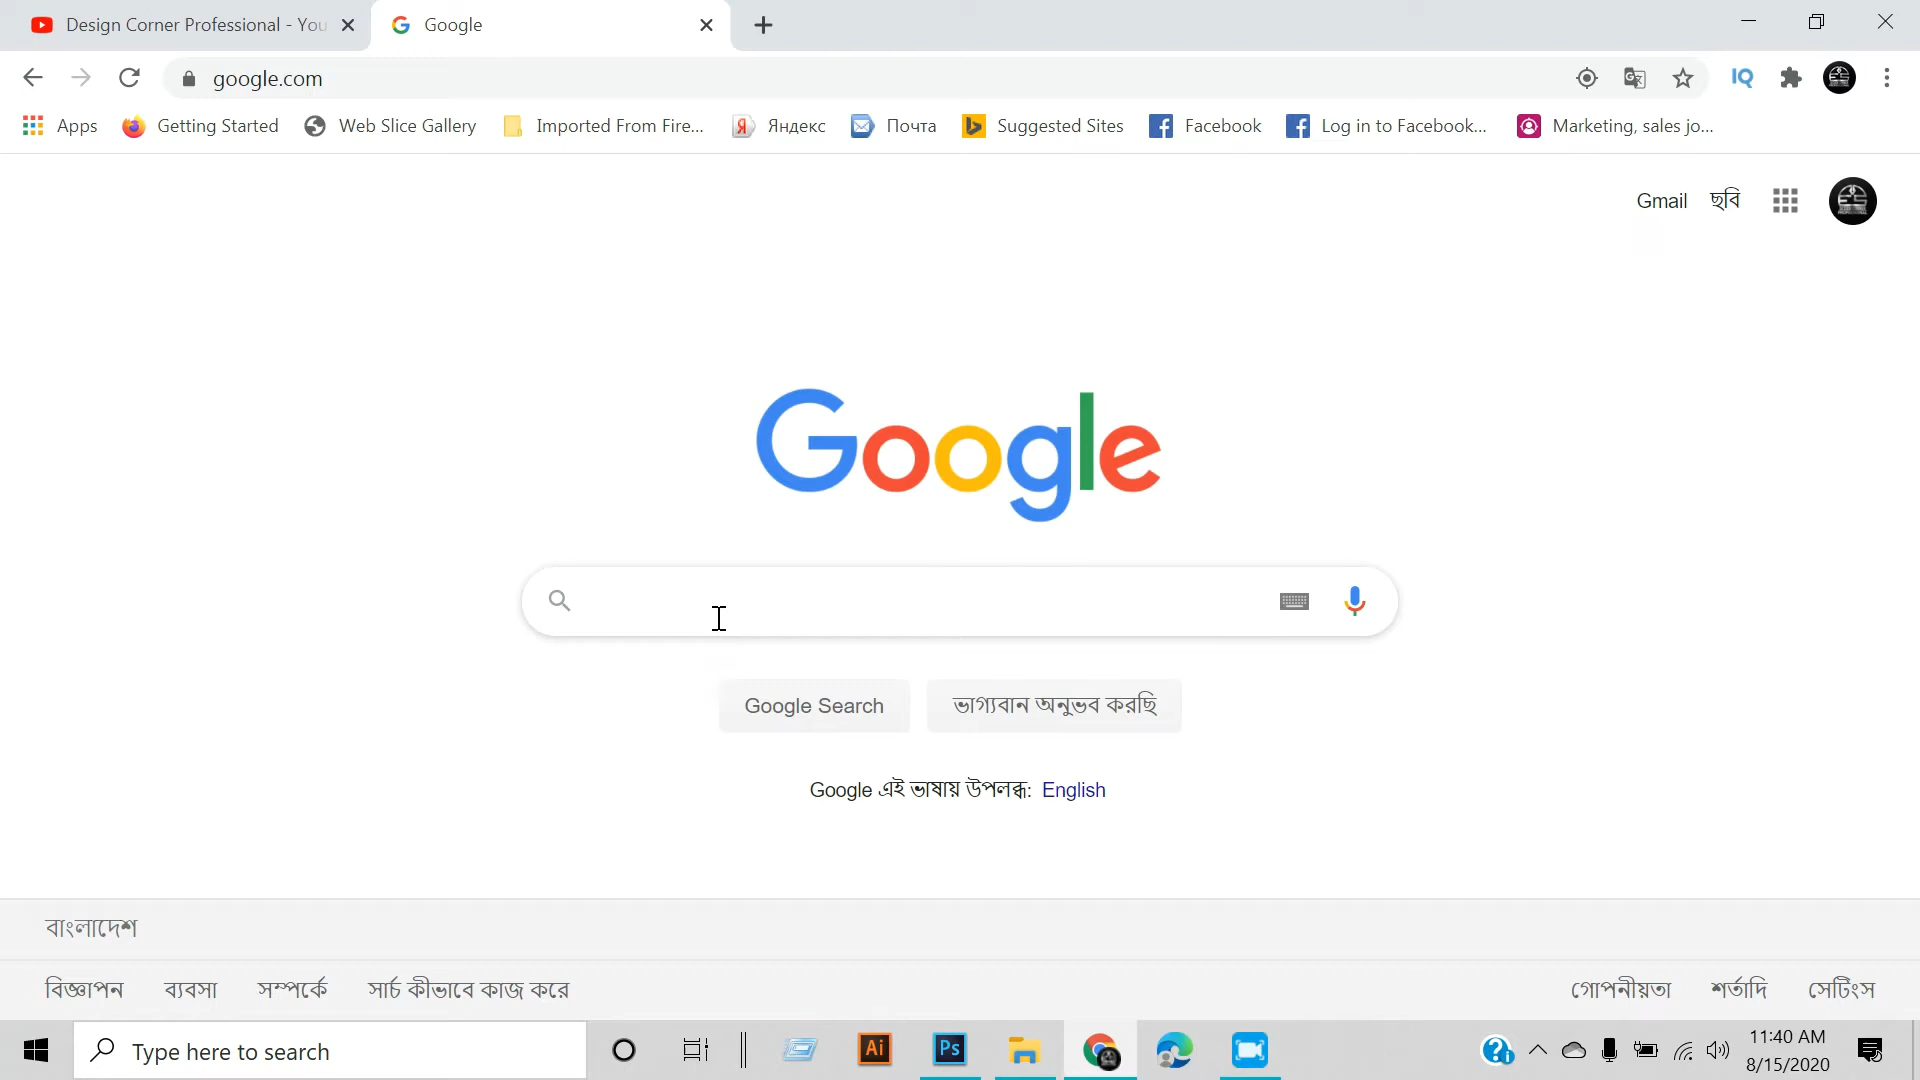 Design Corner Professional - You
Google
google.com
IQ
Apps
Getting Started
Web Slice Gallery
Imported From Fire...
Яндекс
Почта
Suggested Sites
Facebook
Log in to Facebook...
Marketing, sales jo...
Gmail
ছবি
Google
Google Search
ভাগ্যবান অনুভব করছি
Google এই ভাষায় উপলব্ধ: English
বাংলাদেশ
বিজ্ঞাপন
ব্যবসা
সম্পর্কে
সার্চ কীভাবে কাজ করে
গোপনীয়তা
শর্তাদি
সেটিংস
Type here to search
Ai
Ps
11:40 AM
8/15/2020